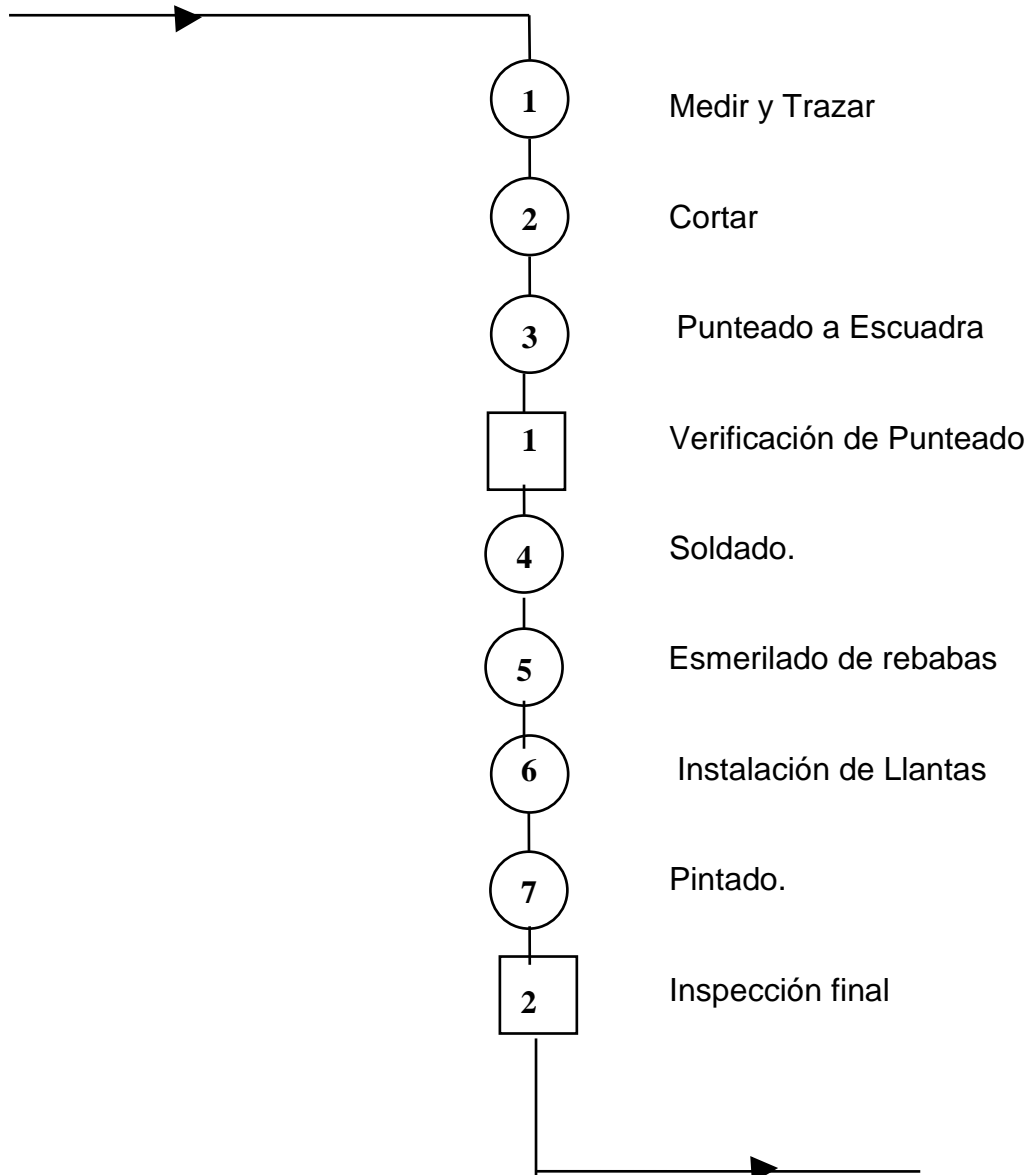 1 Medir y Trazar
2 Cortar
3 Punteado a Escuadra
1 Verificación de Punteado
4 Soldado.
5 Esmerilado de rebabas
6 Instalación de Llantas
7 Pintado.
2 Inspección final